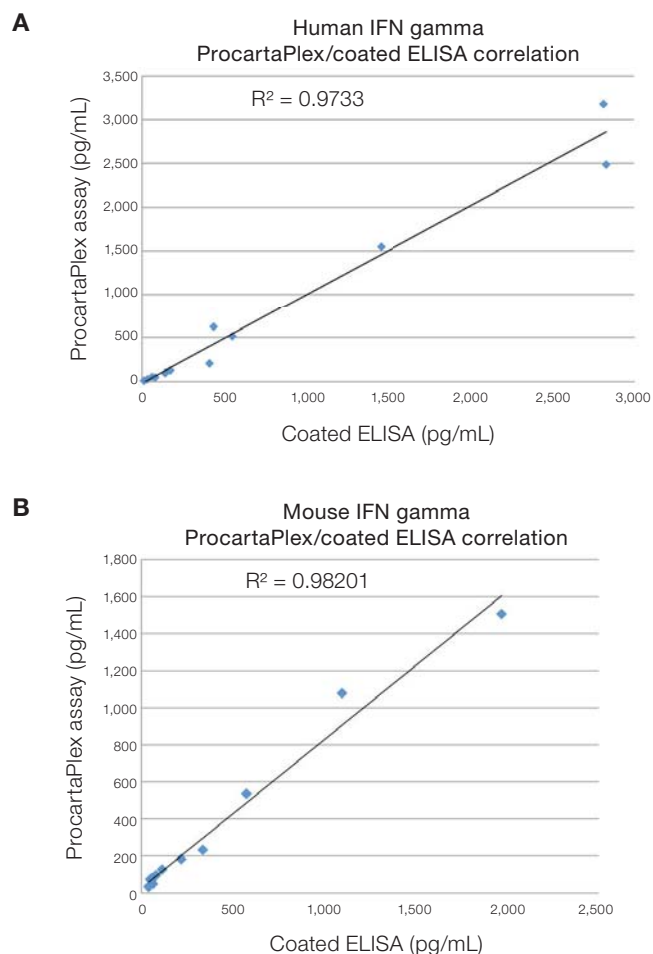 A
Human IFN gamma
ProcartaPlex/coated ELISA correlation
R² = 0.9733
ProcartaPlex assay (pg/mL)
3,500
3,000
2,500
2,000
1,500
1,000
500
0
0 500 1,000 1,500 2,000 2,500 3,000
Coated ELISA (pg/mL)
B
Mouse IFN gamma
ProcartaPlex/coated ELISA correlation
R² = 0.98201
ProcartaPlex assay (pg/mL)
1,800
1,600
1,400
1,200
1,000
800
600
400
200
0
0 500 1,000 1,500 2,000 2,500
Coated ELISA (pg/mL)